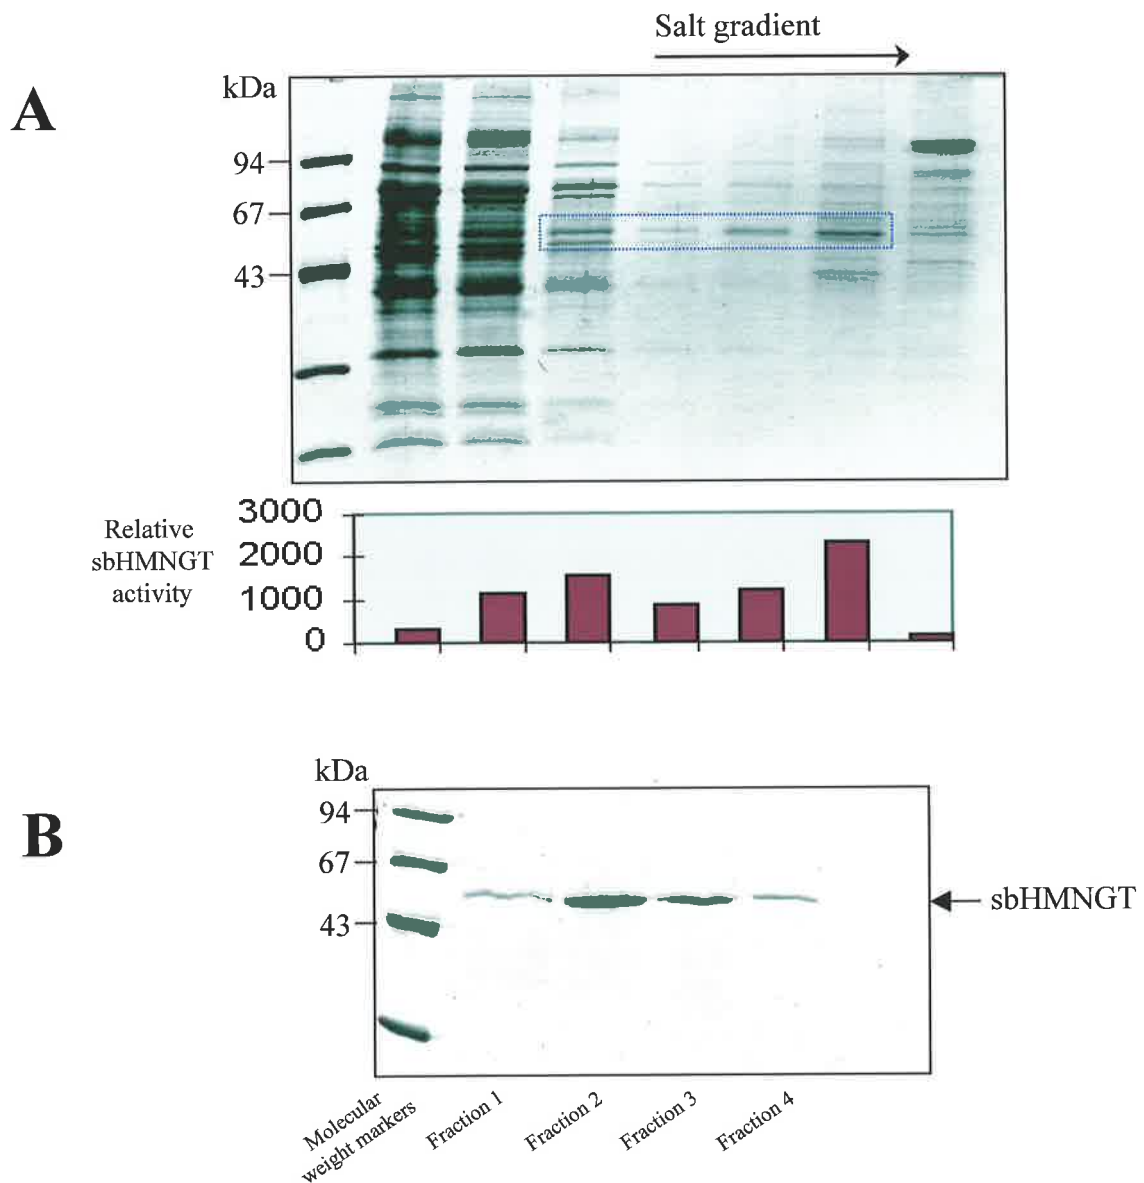 Salt gradient
A
kDa
94
67
43
Relative
sbHMNGT
activity
3000
2000
1000
0
B
kDa
94
67
43
sbHMNGT
Molecular
weight markers
Fraction 1
Fraction 2
Fraction 3
Fraction 4